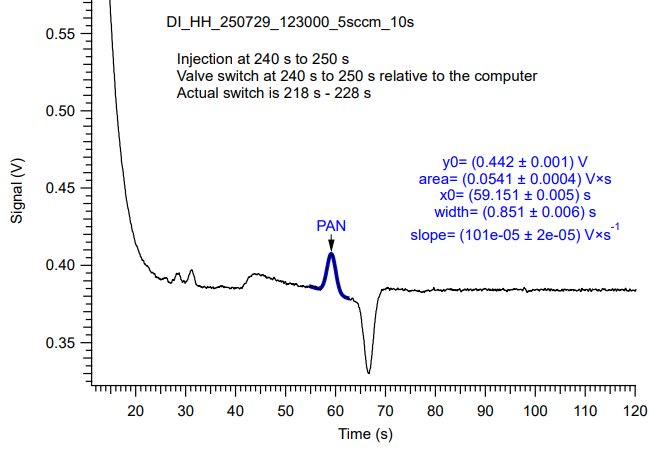 DI_HH_250729_123000_5sccm_10s
Injection at 240 s to 250 s
Valve switch at 240 s to 250 s relative to the computer
Actual switch is 218 s - 228 s
y0= (0.442 ± 0.001) V
area= (0.0541 ± 0.0004) V×s
x0= (59.151 ± 0.005) s
width= (0.851 ± 0.006) s
slope= (101e-05 ± 2e-05) V×s⁻¹
PAN
Signal (V)
0.55
0.50
0.45
0.40
0.35
20 30 40 50 60 70 80 90 100 110 120
Time (s)